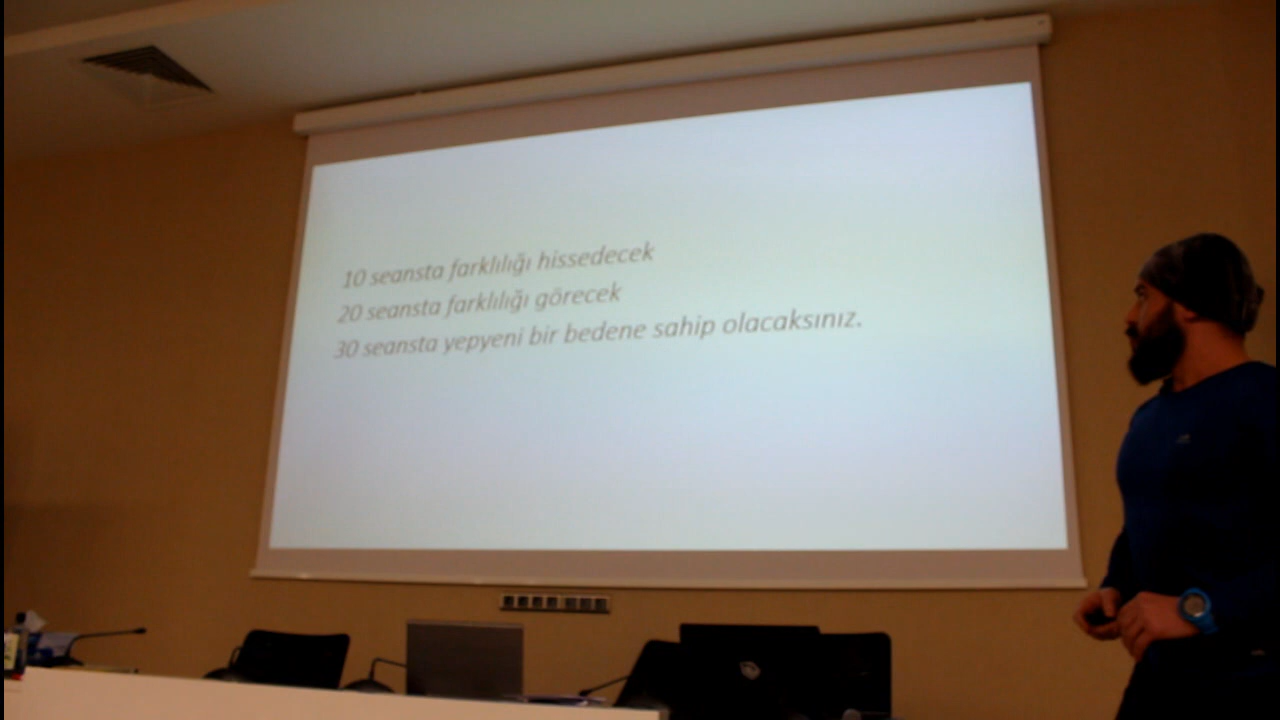 10 seansta farklılığı hissedecek
20 seansta farklılığı görecek
30 seansta yepyeni bir bedene sahip olacaksınız.